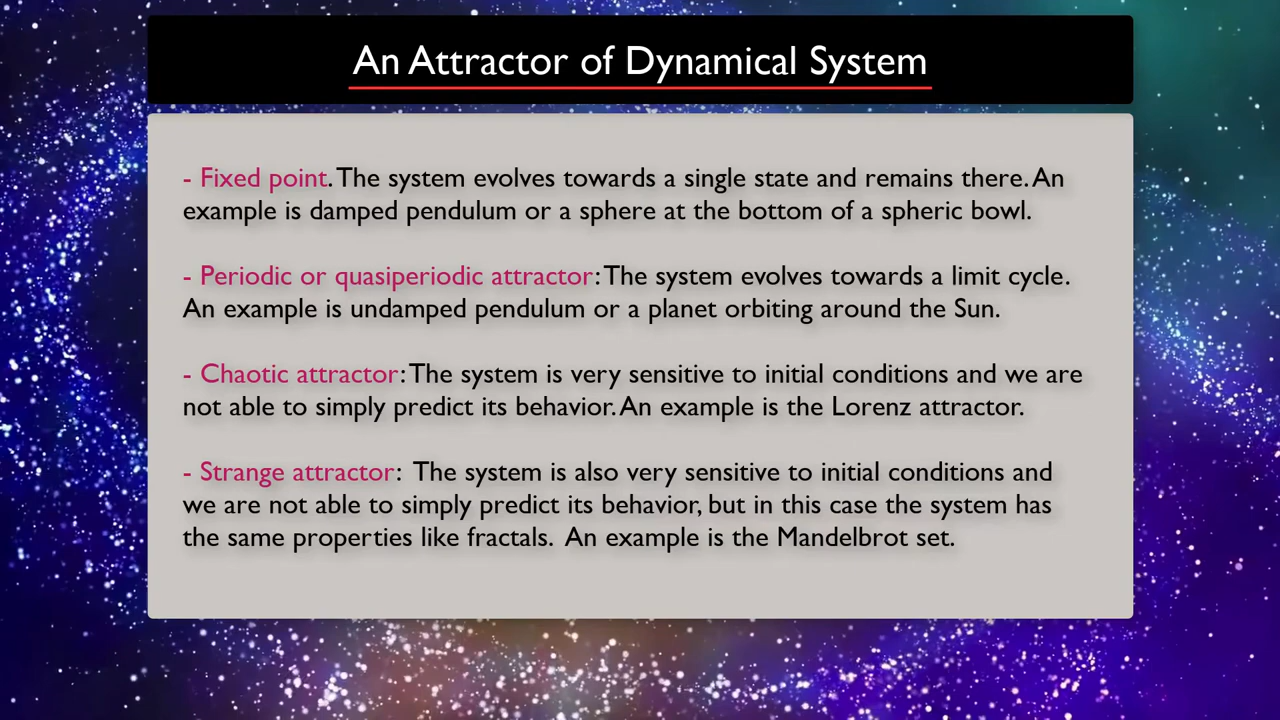 An Attractor of Dynamical System
- Fixed point. The system evolves towards a single state and remains there. An
example is damped pendulum or a sphere at the bottom of a spheric bowl.
- Periodic or quasiperiodic attractor: The system evolves towards a limit cycle.
An example is undamped pendulum or a planet orbiting around the Sun.
- Chaotic attractor: The system is very sensitive to initial conditions and we are
not able to simply predict its behavior. An example is the Lorenz attractor.
- Strange attractor: The system is also very sensitive to initial conditions and
we are not able to simply predict its behavior, but in this case the system has
the same properties like fractals. An example is the Mandelbrot set.